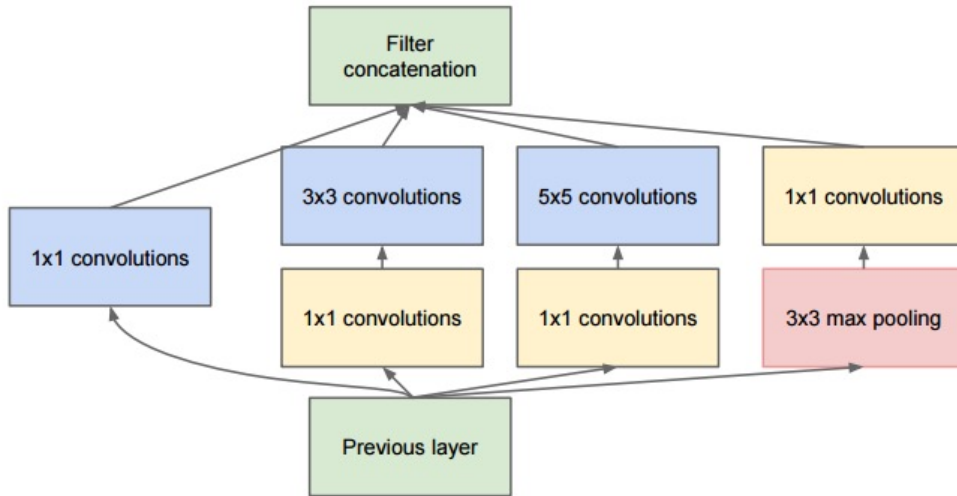 Filter
concatenation
3x3 convolutions
5x5 convolutions
1x1 convolutions
1x1 convolutions
1x1 convolutions
1x1 convolutions
3x3 max pooling
Previous layer